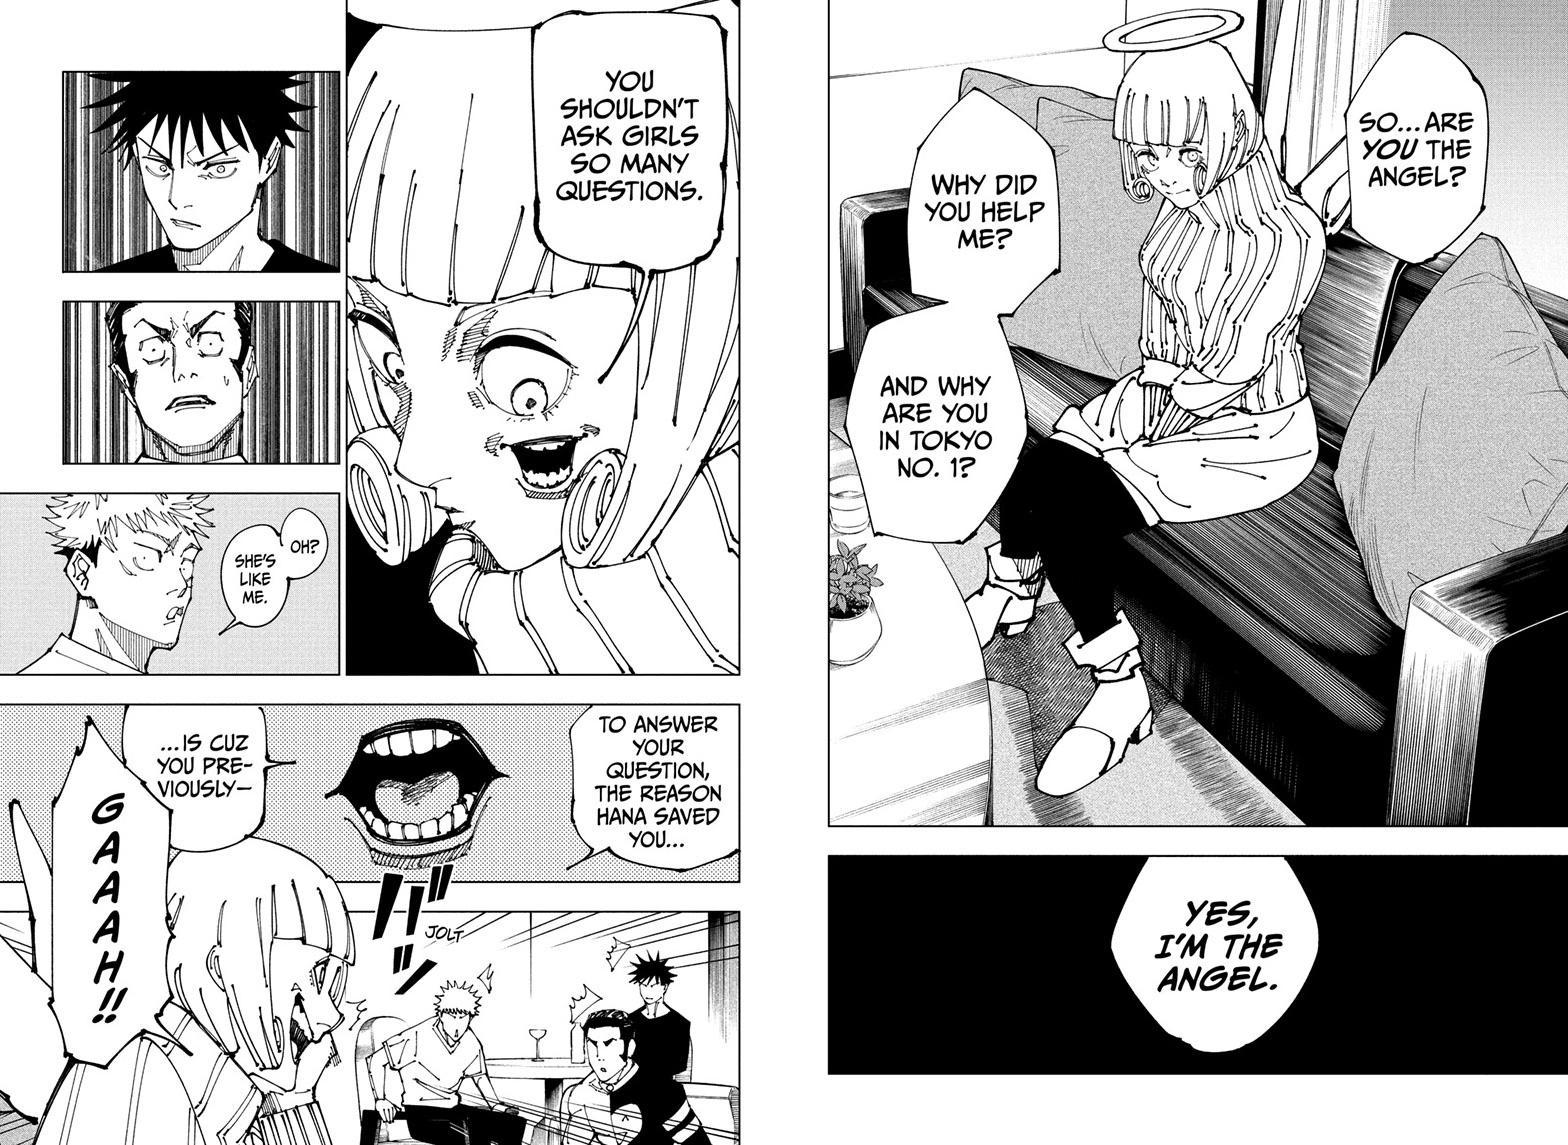 SO...ARE
YOU THE
ANGEL?
WHY DID
YOU HELP
ME?
AND WHY
ARE YOU
IN TOKYO
NO. 1?
YES,
I'M THE
ANGEL.
YOU
SHOULDN'T
ASK GIRLS
SO MANY
QUESTIONS.
OH?
SHE'S
LIKE
ME.
TO ANSWER
YOUR
QUESTION,
THE REASON
HANA SAVED
YOU...
...IS CUZ
YOU PRE-
VIOUSLY—
GAAAH!!
JOLT